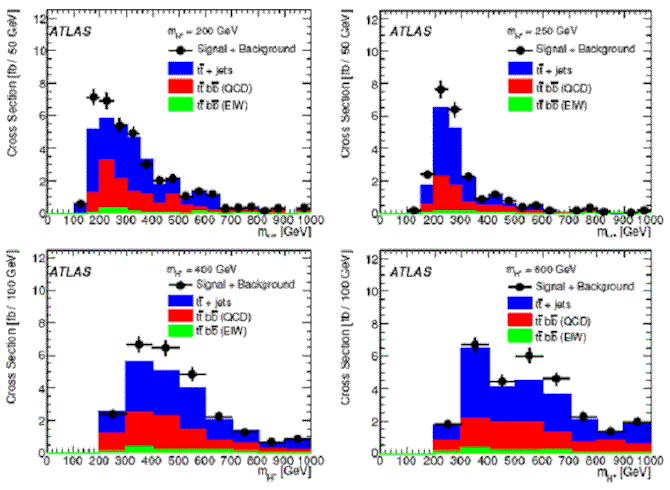 ATLAS
m_H⁺ = 200 GeV
Signal + Background
tt̄ + jets
tt̄ bb̄ (QCD)
tt̄ bb̄ (EIW)
Cross Section [fb / 50 GeV]
12
10
8
6
4
2
0
0 100 200 300 400 500 600 700 800 900 1000
[GeV]
ATLAS
m_H⁺ = 250 GeV
Signal + Background
tt̄ + jets
tt̄ bb̄ (QCD)
tt̄ bb̄ (EIW)
Cross Section [fb / 50 GeV]
12
10
8
6
4
2
0
0 100 200 300 400 500 600 700 800 900 1000
[GeV]
ATLAS
m_H⁺ = 400 GeV
Signal + Background
tt̄ + jets
tt̄ bb̄ (QCD)
tt̄ bb̄ (EIW)
Cross Section [fb / 100 GeV]
12
10
8
6
4
2
0
0 100 200 300 400 500 600 700 800 900 1000
m_H⁺ [GeV]
ATLAS
m_H⁺ = 600 GeV
Signal + Background
tt̄ + jets
tt̄ bb̄ (QCD)
tt̄ bb̄ (EIW)
Cross Section [fb / 100 GeV]
12
10
8
6
4
2
0
0 100 200 300 400 500 600 700 800 900 1000
m_H⁺ [GeV]